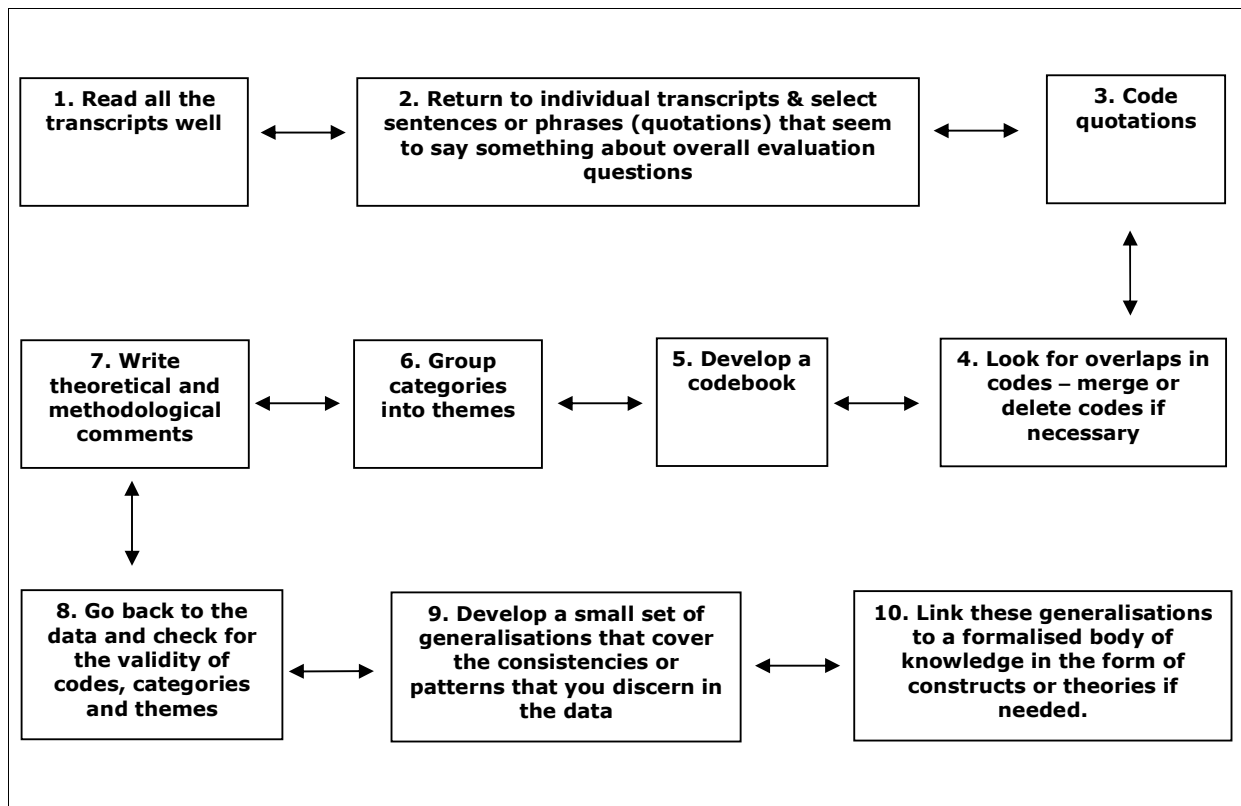 1. Read all the
transcripts well
2. Return to individual transcripts & select
sentences or phrases (quotations) that seem
to say something about overall evaluation
questions
3. Code
quotations
4. Look for overlaps in
codes – merge or
delete codes if
necessary
5. Develop a
codebook
6. Group
categories
into themes
7. Write
theoretical and
methodological
comments
8. Go back to the
data and check for
the validity of
codes, categories
and themes
9. Develop a small set of
generalisations that cover
the consistencies or
patterns that you discern in
the data
10. Link these generalisations
to a formalised body of
knowledge in the form of
constructs or theories if
needed.